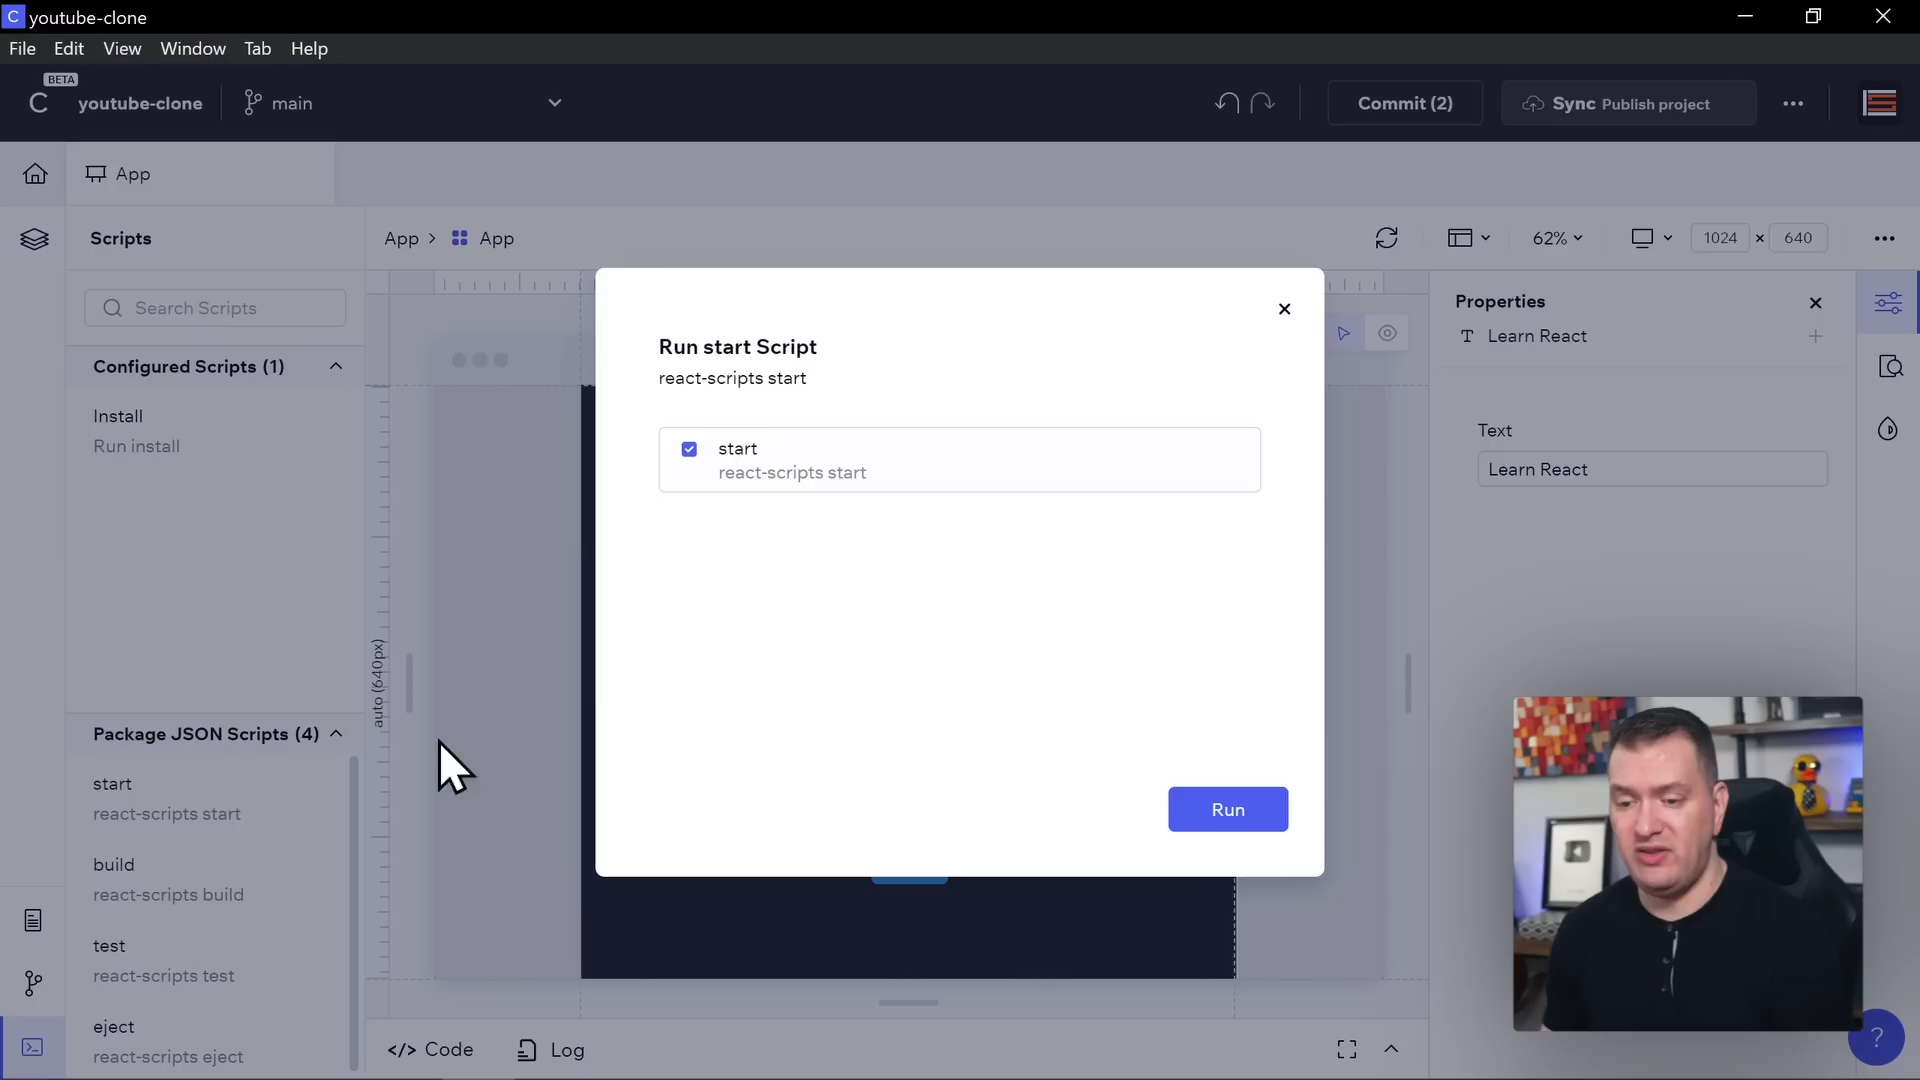 C youtube-clone
File Edit View Window Tab Help
BETA
C youtube-clone main Commit (2) Sync Publish project
App
Scripts App > App 62% 1024 × 640
Search Scripts
Configured Scripts (1)
Install
Run install
Package JSON Scripts (4)
start
react-scripts start
build
react-scripts build
test
react-scripts test
eject
react-scripts eject
auto (640px)
Run start Script
react-scripts start
start
react-scripts start
Run
Properties
T Learn React
Text
Learn React
</> Code Log
?